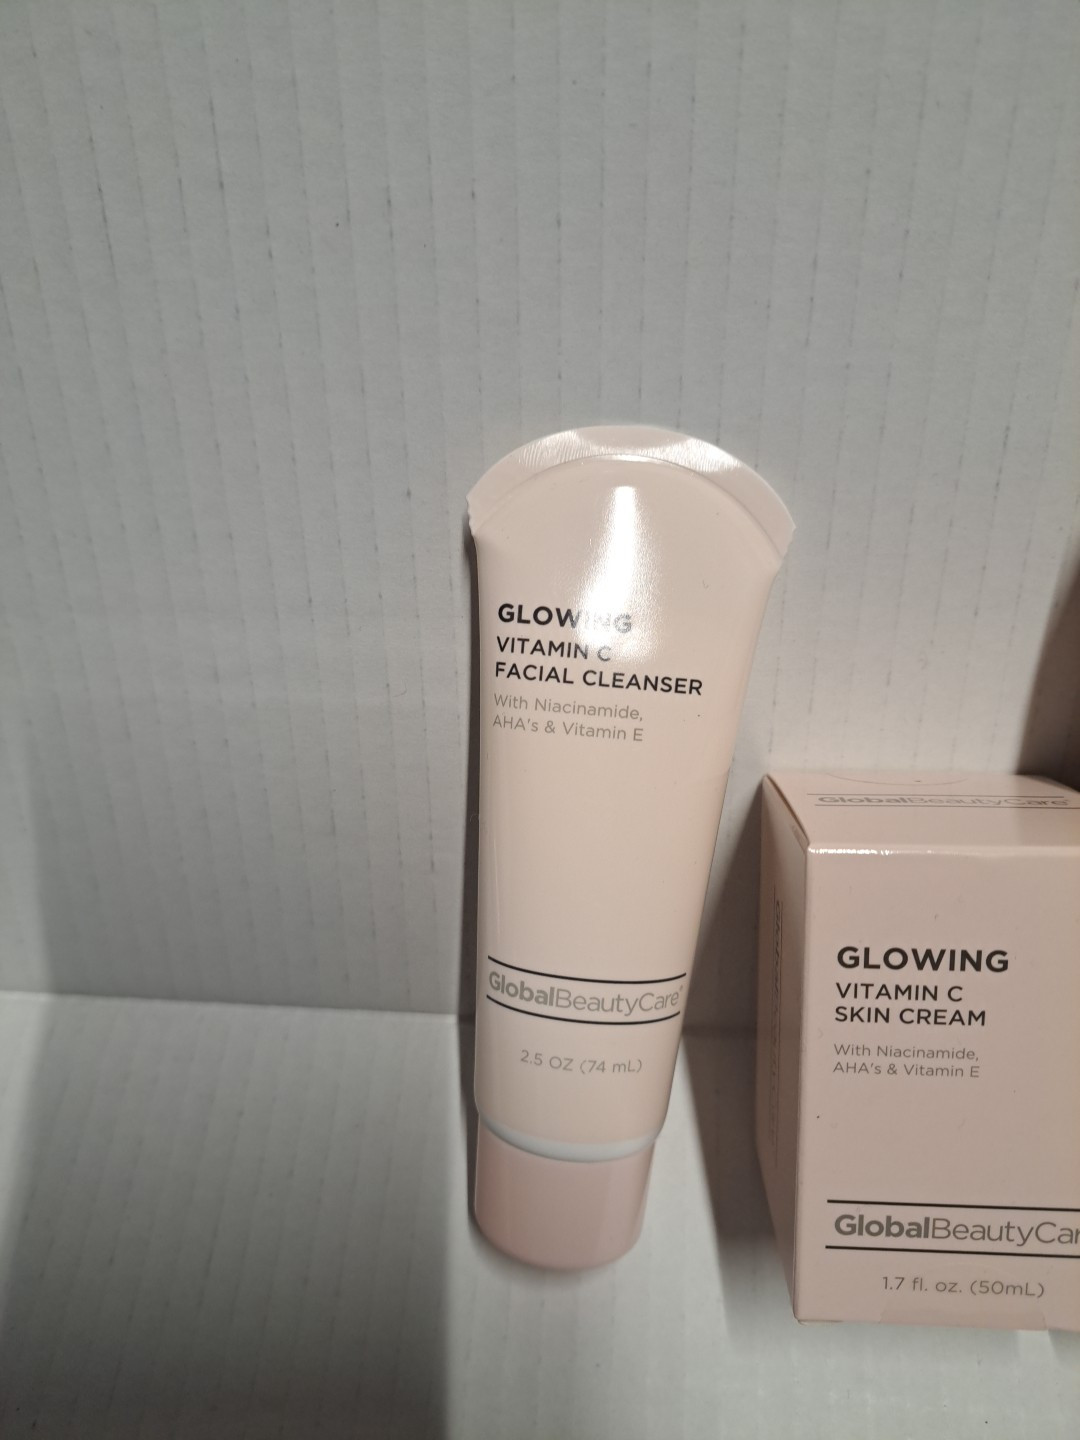 GLOWING
VITAMIN C
FACIAL CLEANSER
With Niacinamide,
AHA's & Vitamin E
GlobalBeautyCare®
2.5 OZ (74 mL)
GlobalBeautyCare®
GLOWING
VITAMIN C
SKIN CREAM
With Niacinamide,
AHA's & Vitamin E
GlobalBeautyCar
1.7 fl. oz. (50mL)